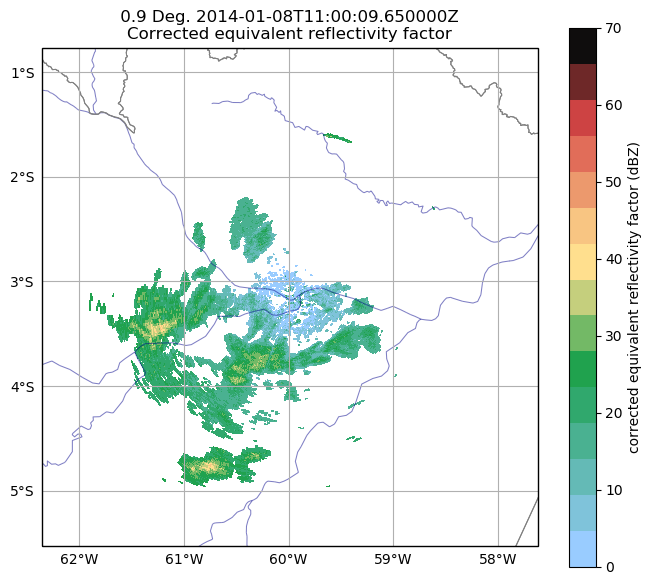 0.9 Deg. 2014-01-08T11:00:09.650000Z
Corrected equivalent reflectivity factor
1°S
2°S
3°S
4°S
5°S
62°W
61°W
60°W
59°W
58°W
70
60
50
40
30
20
10
0
corrected equivalent reflectivity factor (dBZ)